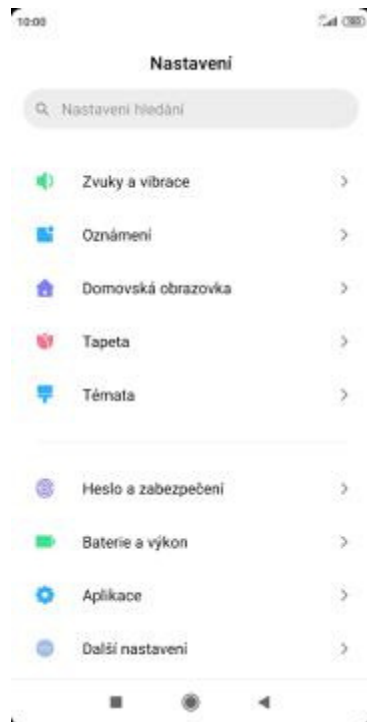 10:00
Nastavení
Nastavení hledání
Zvuky a vibrace
Oznámení
Domovská obrazovka
Tapeta
Témata
Heslo a zabezpečení
Baterie a výkon
Aplikace
Další nastavení